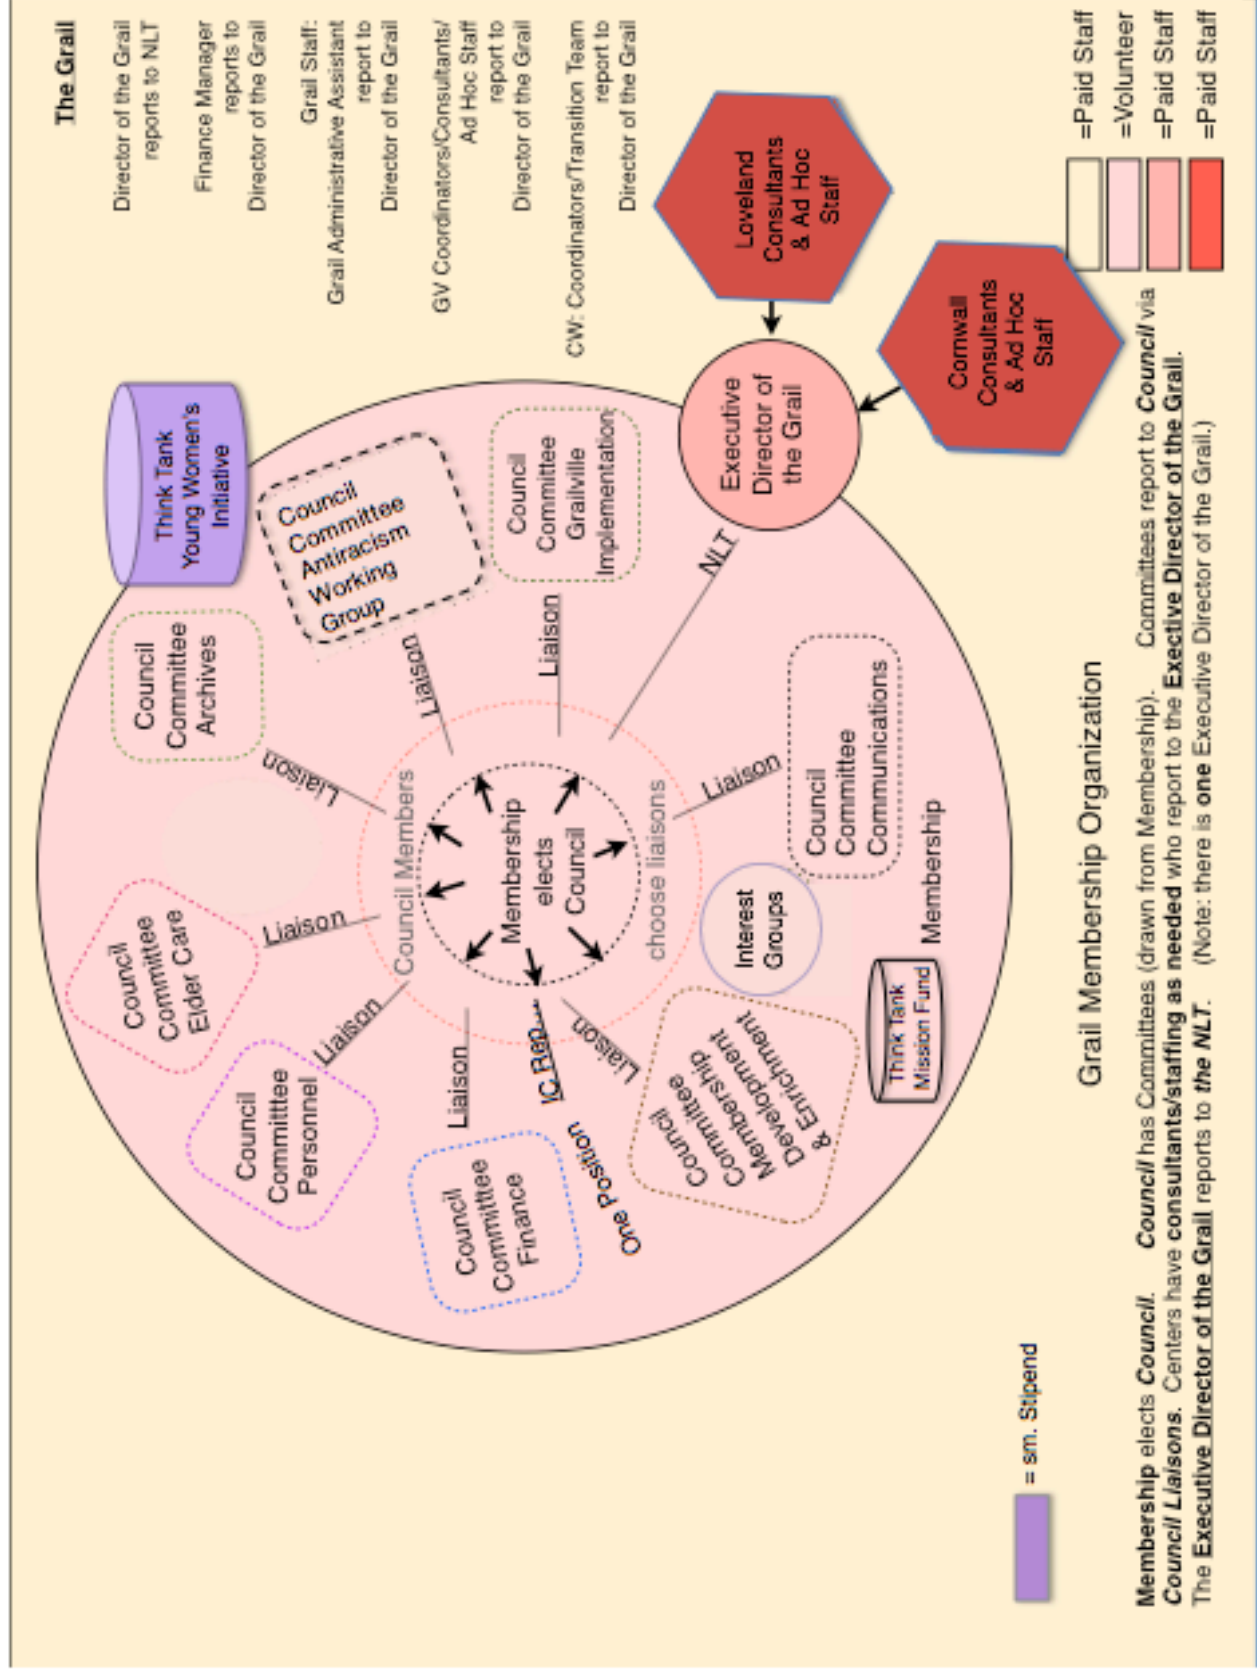 The Grail
Director of the Grail
reports to NLT
Finance Manager
reports to
Director of the Grail
Grail Staff:
Grail Administrative Assistant
report to
Director of the Grail
GV Coordinators/Consultants/
Ad Hoc Staff
report to
Director of the Grail
CW: Coordinators/Transition Team
report to
Director of the Grail
Think Tank
Young Women's
Initiative
Council
Committee
Archives
Council
Committee
Antiracism
Working
Group
Council
Committee
Grailville
Implementation
Council
Committee
Elder Care
Council
Committtee
Personnel
Council
Committtee
Finance
Liaison
Liaison
Liaison
Liaison
Liaison
Liaison
Liaison
Liaison
NLT
Council Members
Membership
elects
Council
choose liaisons
IC Rep...
One Position
Council
Committee
Membership
Development
& Enrichment
Interest
Groups
Council
Committee
Communications
Think Tank
Mission Fund
Membership
Executive
Director of
the Grail
Loveland
Consultants
& Ad Hoc
Staff
Cornwall
Consultants
& Ad Hoc
Staff
=Paid Staff
=Volunteer
=Paid Staff
=Paid Staff
= sm. Stipend
Grail Membership Organization
Membership elects Council. Council has Committees (drawn from Membership). Committees report to Council via
Council Liaisons. Centers have consultants/staffing as needed who report to the Exective Director of the Grail.
The Executive Director of the Grail reports to the NLT. (Note: there is one Executive Director of the Grail.)